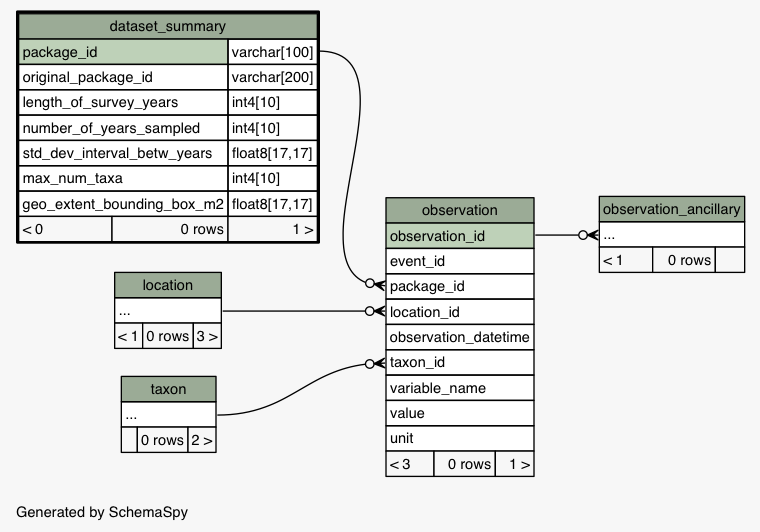 dataset_summary
package_id varchar[100]
original_package_id varchar[200]
length_of_survey_years int4[10]
number_of_years_sampled int4[10]
std_dev_interval_betw_years float8[17,17]
max_num_taxa int4[10]
geo_extent_bounding_box_m2 float8[17,17]
< 0 0 rows 1 >
location
...
< 1 0 rows 3 >
taxon
...
0 rows 2 >
observation
observation_id
event_id
package_id
location_id
observation_datetime
taxon_id
variable_name
value
unit
< 3 0 rows 1 >
observation_ancillary
...
< 1 0 rows
Generated by SchemaSpy